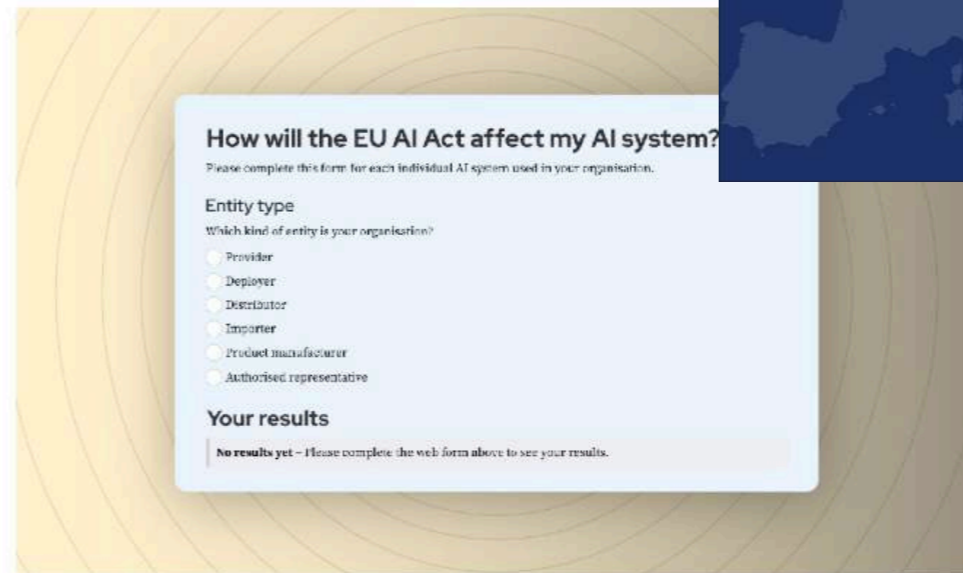 How will the EU AI Act affect my AI system?
Please complete this form for each individual AI system used in your organisation.
Entity type
Which kind of entity is your organisation?
Provider
Deployer
Distributor
Importer
Product manufacturer
Authorised representative
Your results
No results yet – Please complete the web form above to see your results.